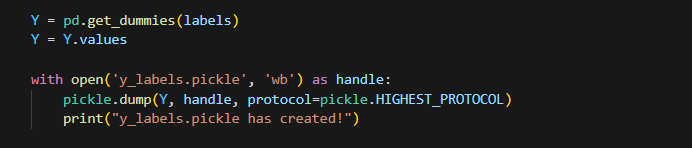 Y = pd.get_dummies(labels)
Y = Y.values
with open('y_labels.pickle', 'wb') as handle:
    pickle.dump(Y, handle, protocol=pickle.HIGHEST_PROTOCOL)
    print("y_labels.pickle has created!")